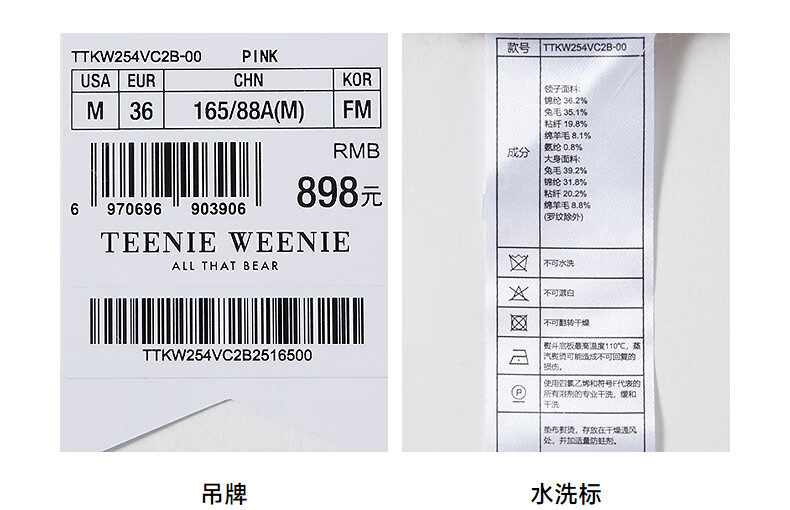 TTKW254VC2B-00 PINK
USA EUR CHN KOR
M 36 165/88A(M) FM
RMB
898元
6 970696 903906
TEENIE WEENIE
ALL THAT BEAR
TTKW254VC2B2516500
吊牌
款号 TTKW254VC2B-00
成分
领子面料:
锦纶 36.2%
兔毛 35.1%
粘纤 19.8%
绵羊毛 8.1%
氨纶 0.8%
大身面料:
兔毛 39.2%
锦纶 31.8%
粘纤 20.2%
绵羊毛 8.8%
(罗纹除外)
不可水洗
不可漂白
不可翻转干燥
熨斗底板最高温度110℃, 蒸
汽熨烫可能造成不可回复的
损伤。
P
使用四氯乙烯和符号F代表的
所有溶剂的专业干洗, 缓和
干洗
垫布熨烫, 存放在干燥通风
处, 并加适量防蛀剂。
水洗标